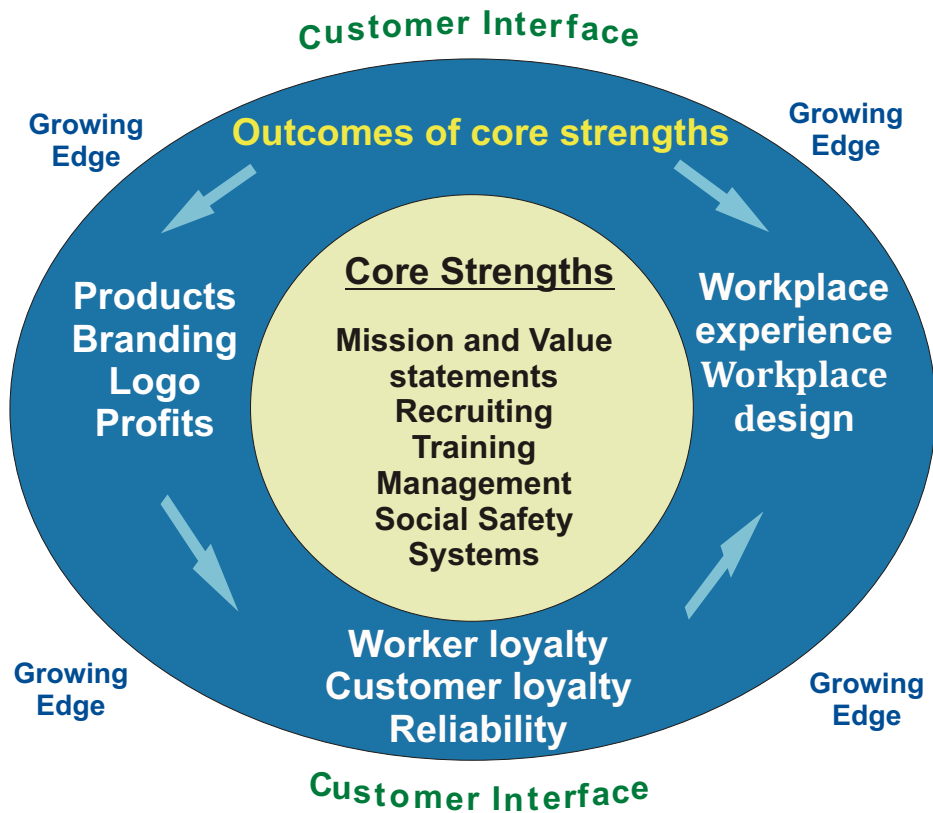 Customer Interface
Growing
Edge
Growing
Edge
Outcomes of core strengths
Products
Branding
Logo
Profits
Core Strengths
Mission and Value
statements
Recruiting
Training
Management
Social Safety
Systems
Workplace
experience
Workplace
design
Worker loyalty
Customer loyalty
Reliability
Growing
Edge
Growing
Edge
Customer Interface